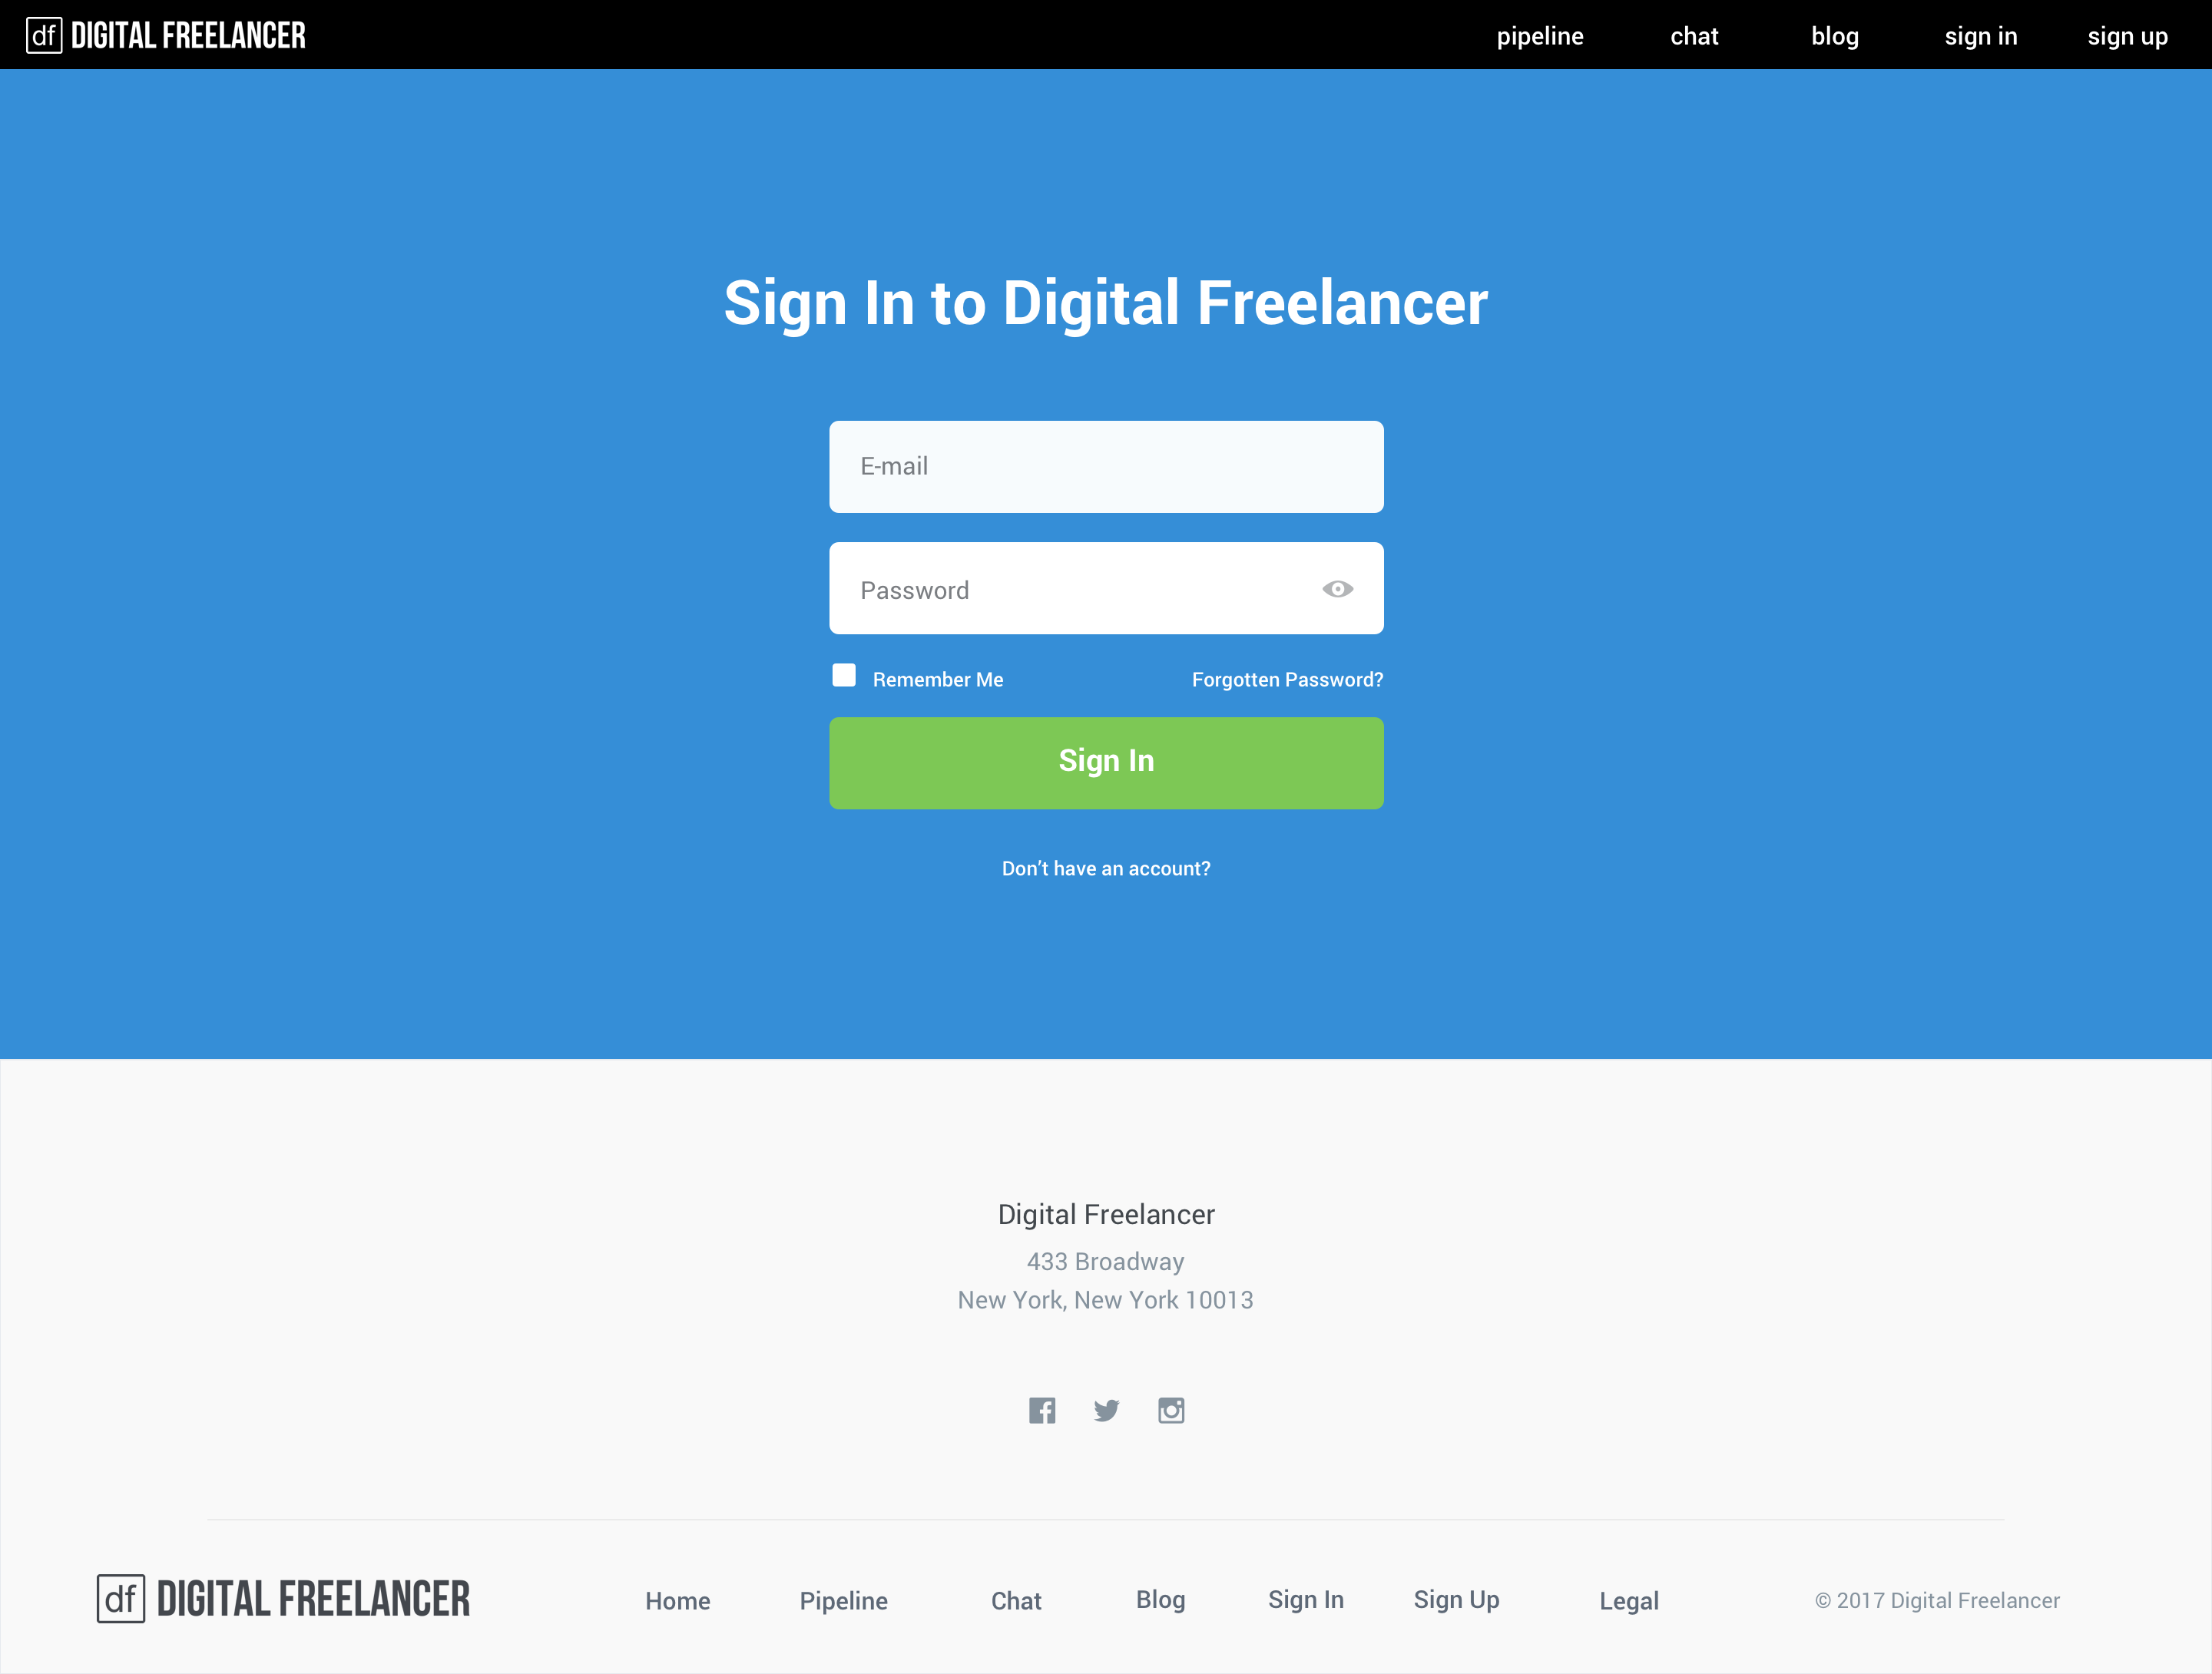 df DIGITAL FREELANCER pipeline chat blog sign in sign up
Sign In to Digital Freelancer
E-mail
Password
Remember Me Forgotten Password?
Sign In
Don’t have an account?
Digital Freelancer
433 Broadway
New York, New York 10013
df DIGITAL FREELANCER Home Pipeline Chat Blog Sign In Sign Up Legal © 2017 Digital Freelancer